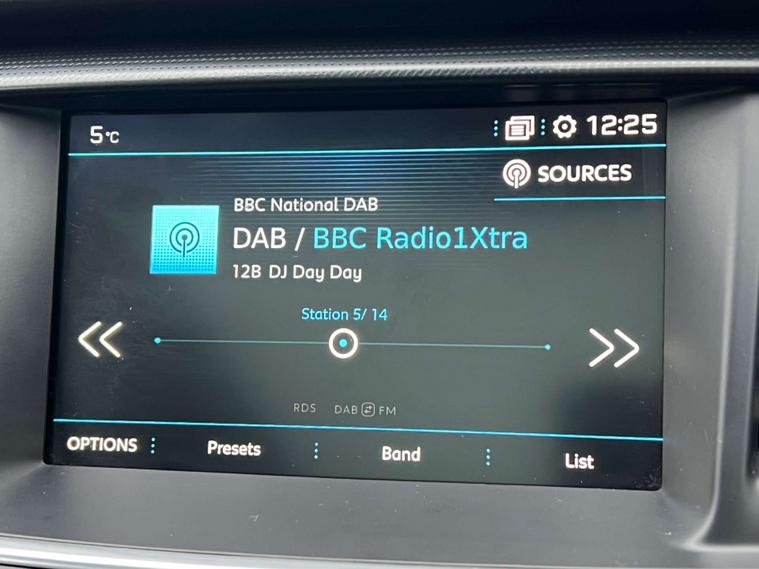 5°C
12:25
SOURCES
BBC National DAB
DAB / BBC Radio1Xtra
12B DJ Day Day
Station 5/ 14
RDS DAB FM
OPTIONS Presets Band List